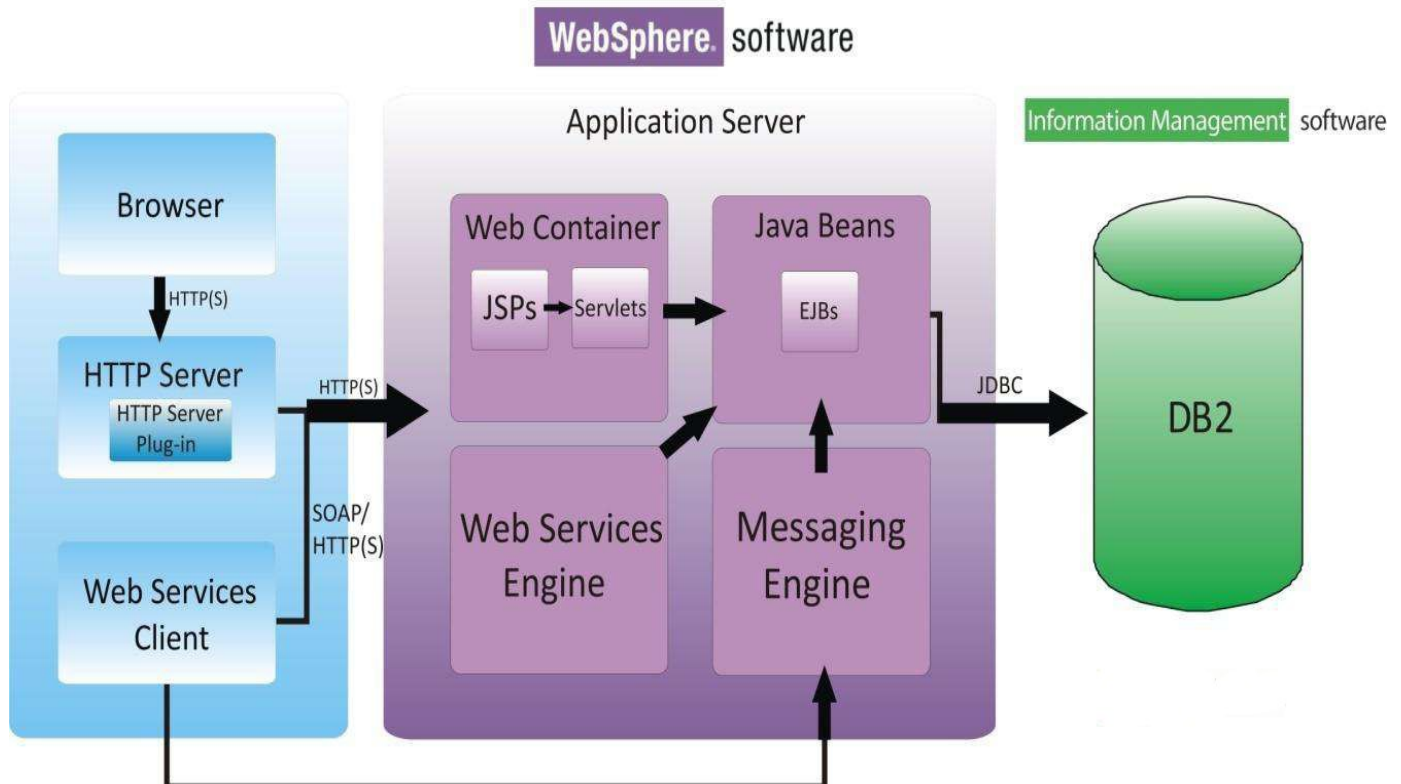 WebSphere. software
Browser
HTTP(S)
HTTP Server
HTTP Server
Plug-in
Web Services
Client
HTTP(S)
SOAP/
HTTP(S)
Application Server
Web Container
JSPs
Servlets
Java Beans
EJBs
Web Services
Engine
Messaging
Engine
JDBC
Information Management software
DB2